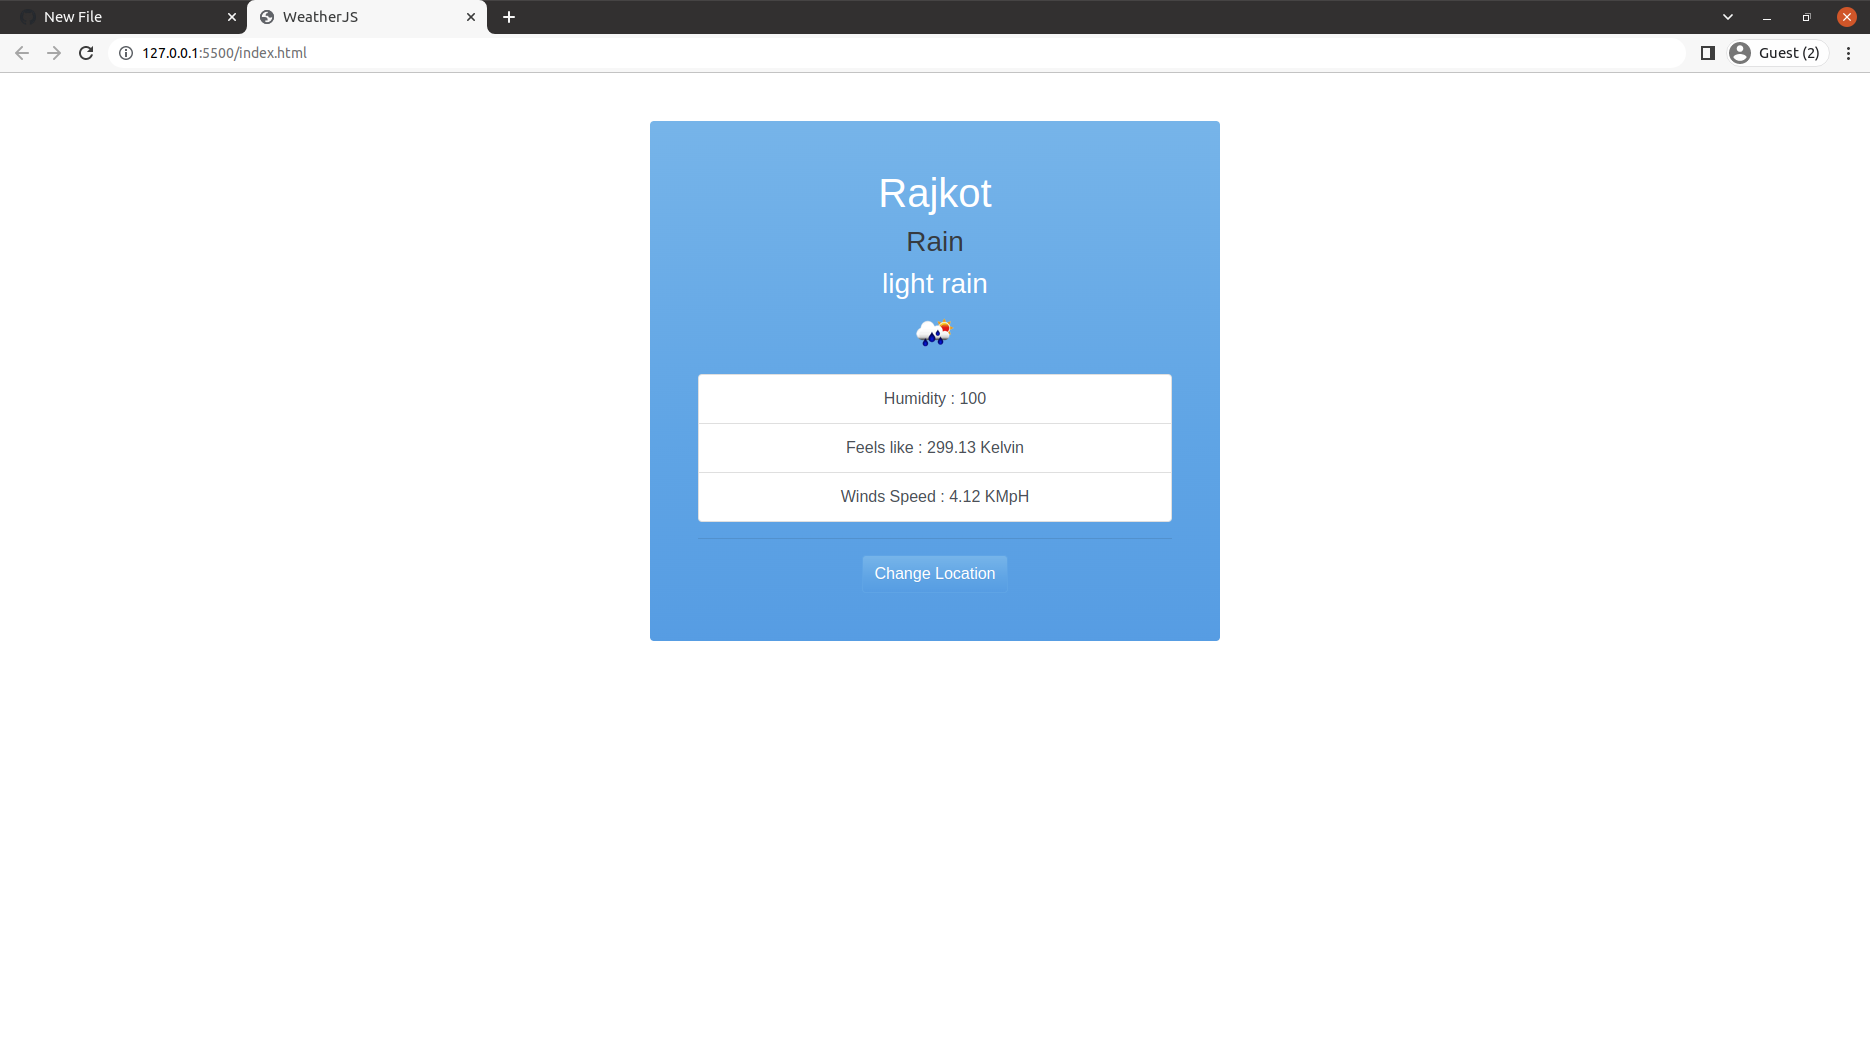 New File
WeatherJS
127.0.0.1:5500/index.html
Guest (2)
Rajkot
Rain
light rain
Humidity : 100
Feels like : 299.13 Kelvin
Winds Speed : 4.12 KMpH
Change Location